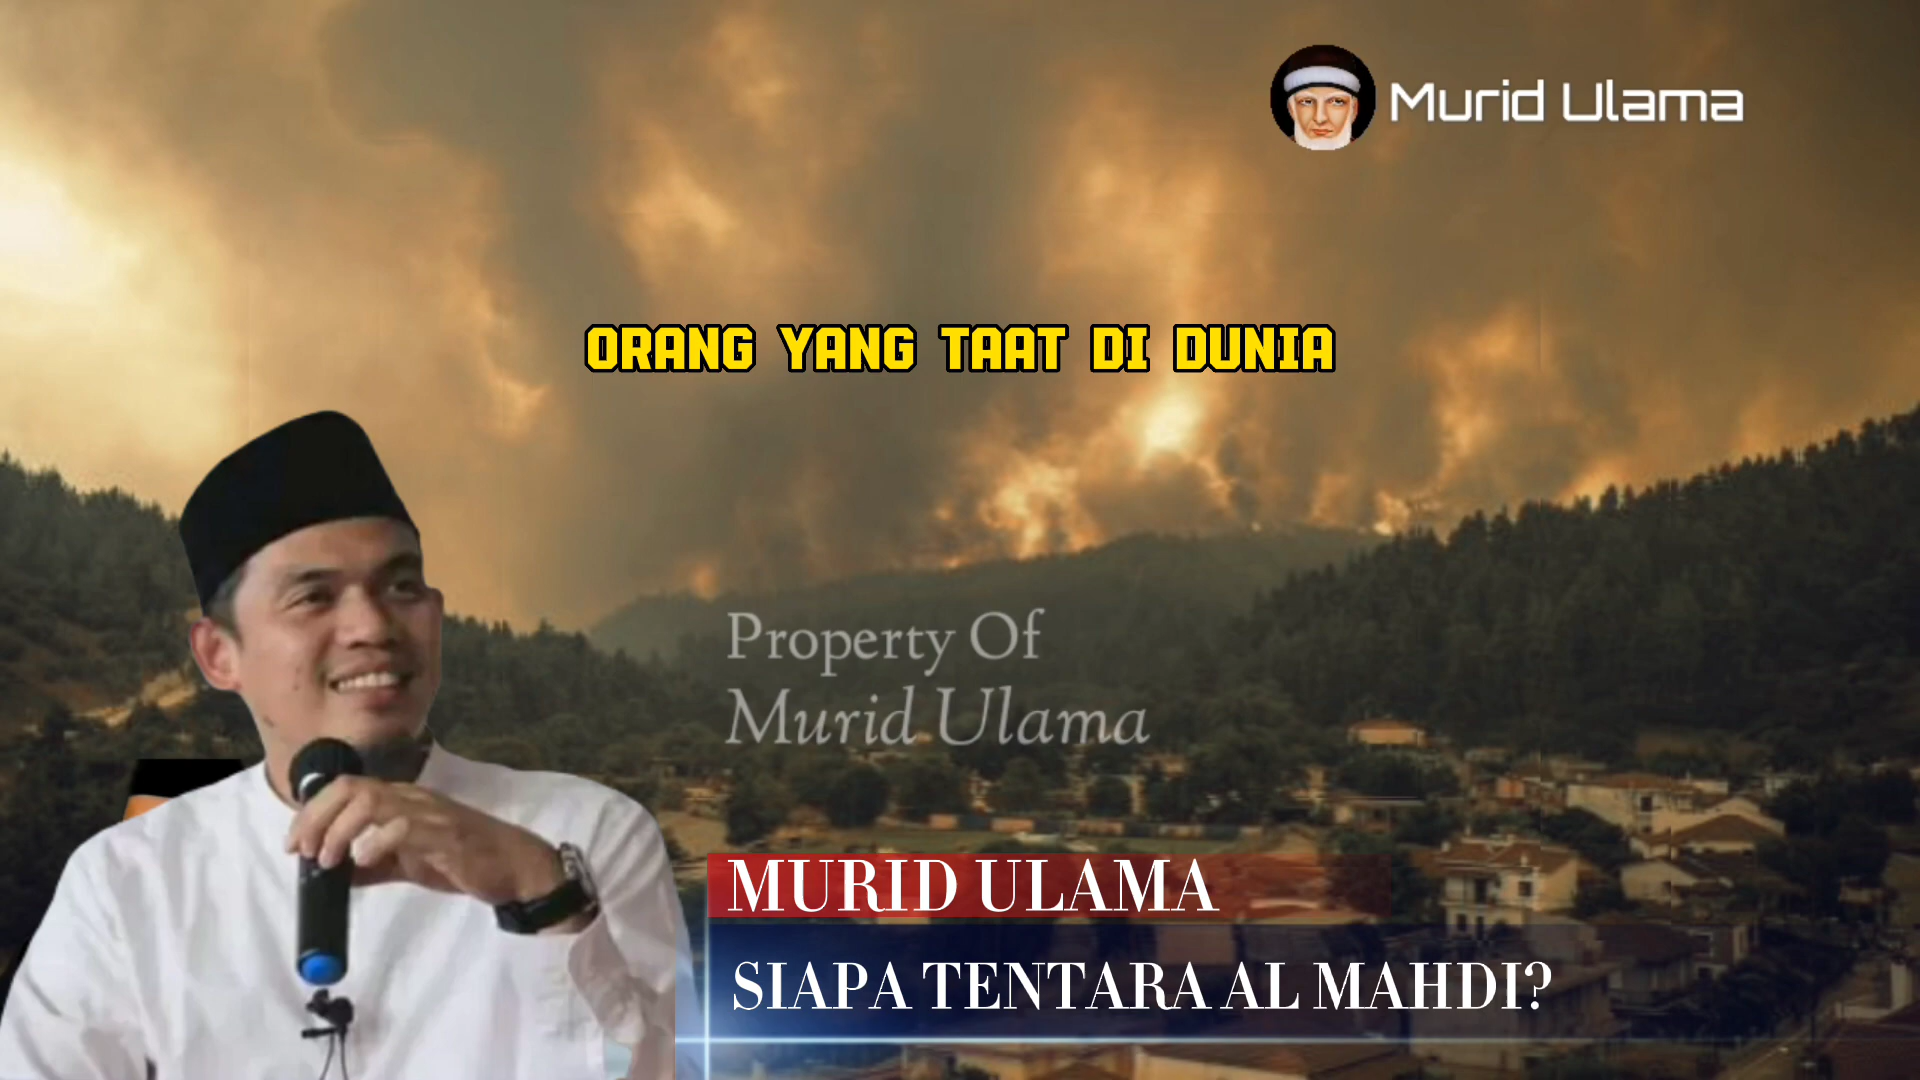 Murid Ulama
ORANG YANG TAAT DI DUNIA
Property Of
Murid Ulama
MURID ULAMA
SIAPA TENTARA AL MAHDI?